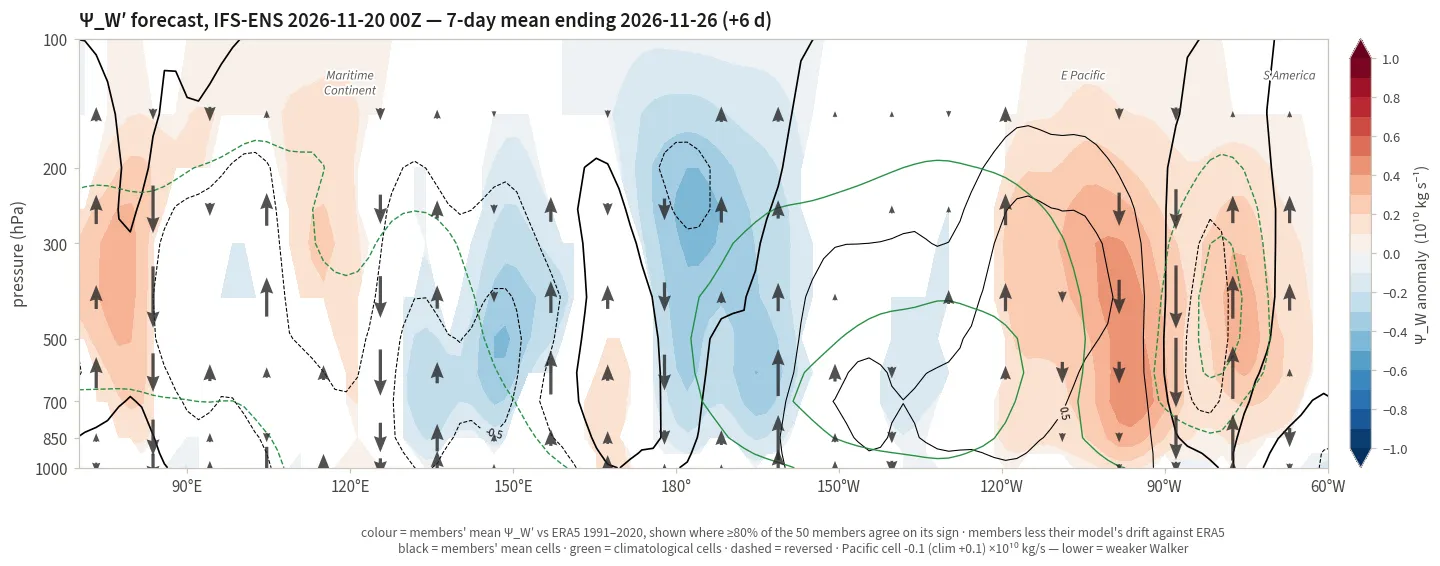 Ψ_W′ forecast, IFS-ENS 2026-11-20 00Z — 7-day mean ending 2026-11-26 (+6 d)
100
200
300
500
700
850
1000
pressure (hPa)
Maritime
Continent
E Pacific
S America
0.5
0.5
90°E
120°E
150°E
180°
150°W
120°W
90°W
60°W
1.0
0.8
0.6
0.4
0.2
0.0
−0.2
−0.4
−0.6
−0.8
−1.0
Ψ_W anomaly (10¹⁰ kg s⁻¹)
colour = members' mean Ψ_W′ vs ERA5 1991–2020, shown where ≥80% of the 50 members agree on its sign · members less their model's drift against ERA5
black = members' mean cells · green = climatological cells · dashed = reversed · Pacific cell -0.1 (clim +0.1) ×10¹⁰ kg/s — lower = weaker Walker